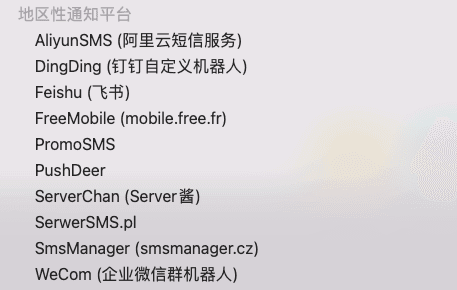 地区性通知平台
AliyunSMS (阿里云短信服务)
DingDing (钉钉自定义机器人)
Feishu (飞书)
FreeMobile (mobile.free.fr)
PromoSMS
PushDeer
ServerChan (Server酱)
SerwerSMS.pl
SmsManager (smsmanager.cz)
WeCom (企业微信群机器人)